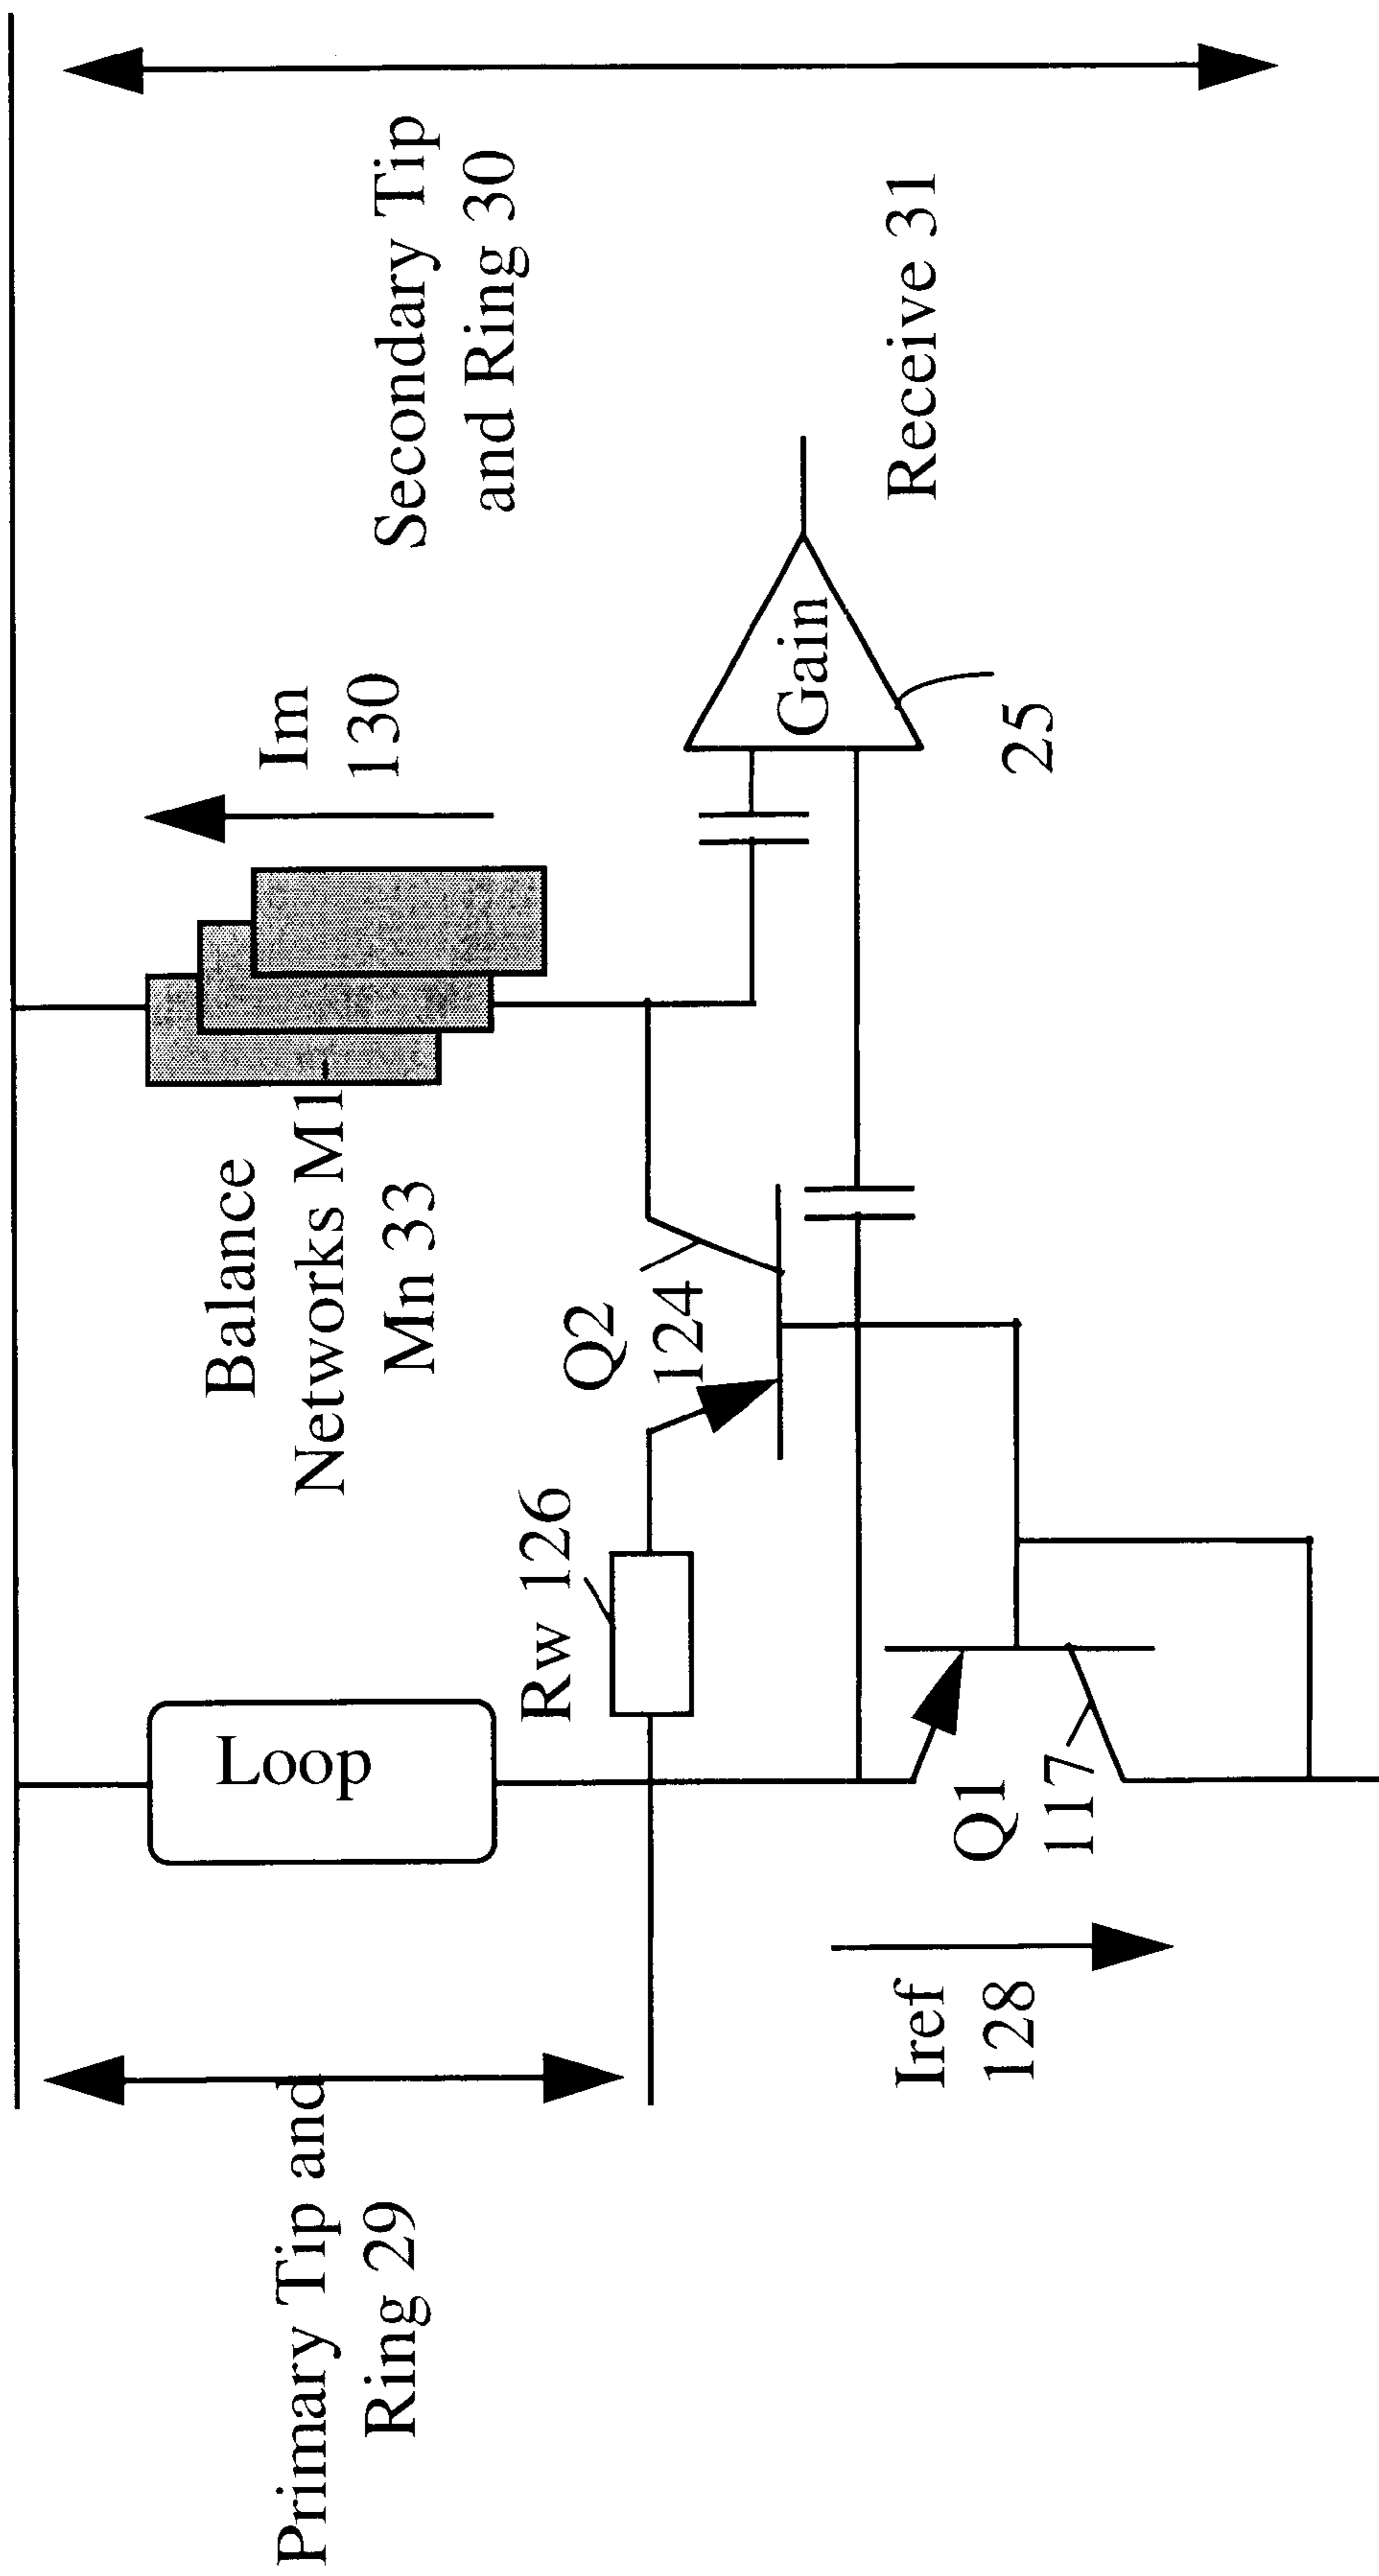 Primary Tip and
Ring 29
Loop
Balance
Networks M1-
Mn 33
Im
130
Secondary Tip
and Ring 30
Rw 126
Q2
124
Gain
25
Receive 31
Iref
128
Q1
117